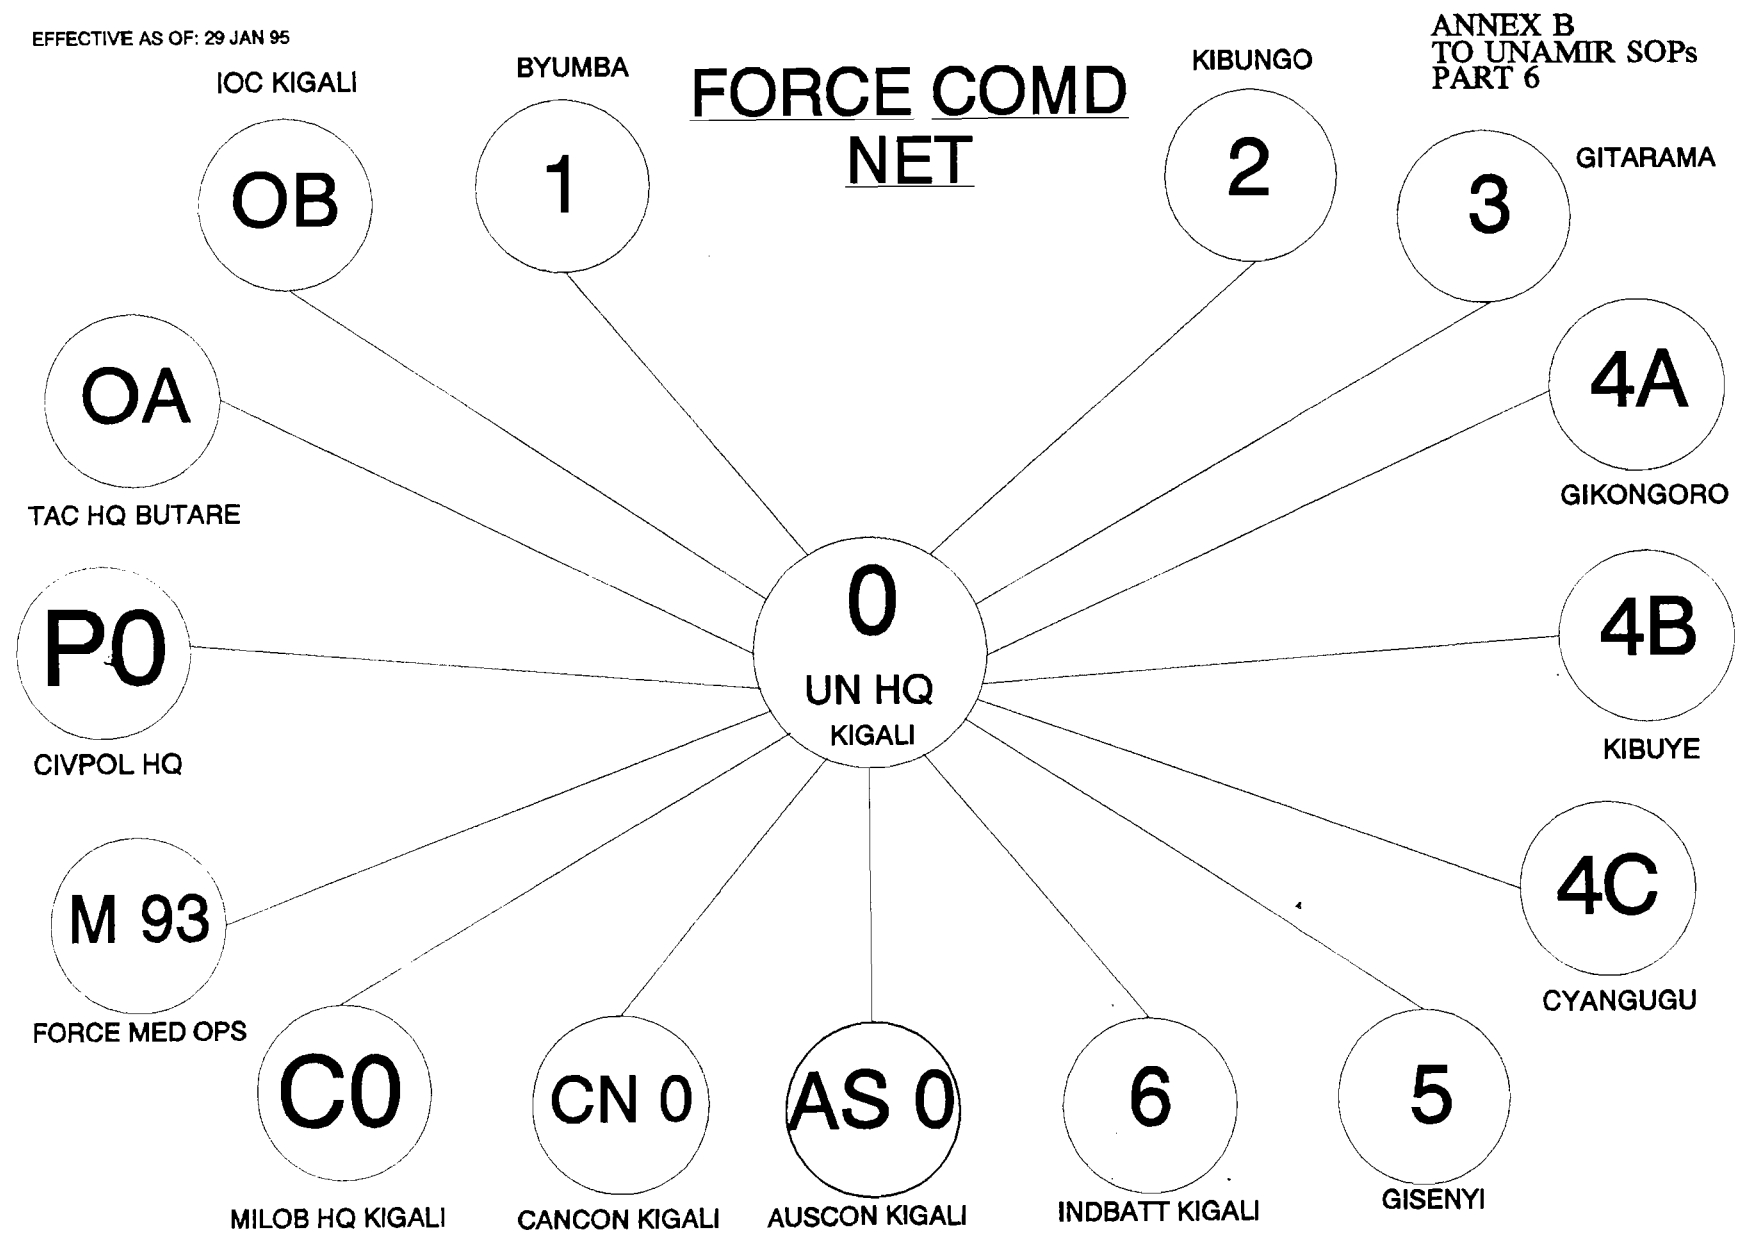 EFFECTIVE AS OF: 29 JAN 95
ANNEX B
TO UNAMIR SOPs
PART 6
FORCE COMD
NET
IOC KIGALI
OB
BYUMBA
1
KIBUNGO
2
GITARAMA
3
OA
TAC HQ BUTARE
4A
GIKONGORO
P0
CIVPOL HQ
0
UN HQ
KIGALI
4B
KIBUYE
M 93
FORCE MED OPS
4C
CYANGUGU
C0
MILOB HQ KIGALI
CN 0
CANCON KIGALI
AS 0
AUSCON KIGALI
6
INDBATT KIGALI
5
GISENYI